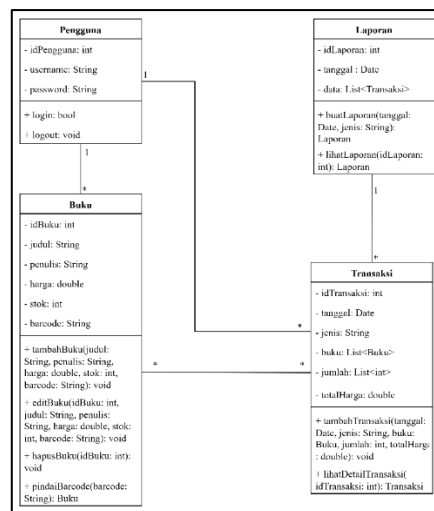 Pengguna
- idPengguna: int
- username: String
- password: String
+ login: bool
+ logout: void
Laporan
- idLaporan: int
- tanggal : Date
- data: List<Transaksi>
+ buatLaporan(tanggal:
Date, jenis: String):
Laporan
+ lihatLaporan(idLaporan:
int): Laporan
1
1
*
1
*
Buku
- idBuku: int
- judul: String
- penulis: String
- harga: double
- stok: int
- barcode: String
+ tambahBuku(judul:
String, penulis: String,
harga: double, stok: int,
barcode: String): void
+ editBuku(idBuku: int,
judul: String, penulis:
String, harga: double, stok:
int, barcode: String): void
+ hapusBuku(idBuku: int):
void
+ pindaiBarcode(barcode:
String): Buku
*
*
*
Transaksi
- idTransaksi: int
- tanggal: Date
- jenis: String
- buku: List<Buku>
- jumlah: List<int>
- totalHarga: double
+ tambahTransaksi(tanggal:
Date, jenis: String, buku:
Buku, jumlah: int, totalHarga
: double): void
+ lihatDetailTransaksi(
idTransaksi: int): Transaksi